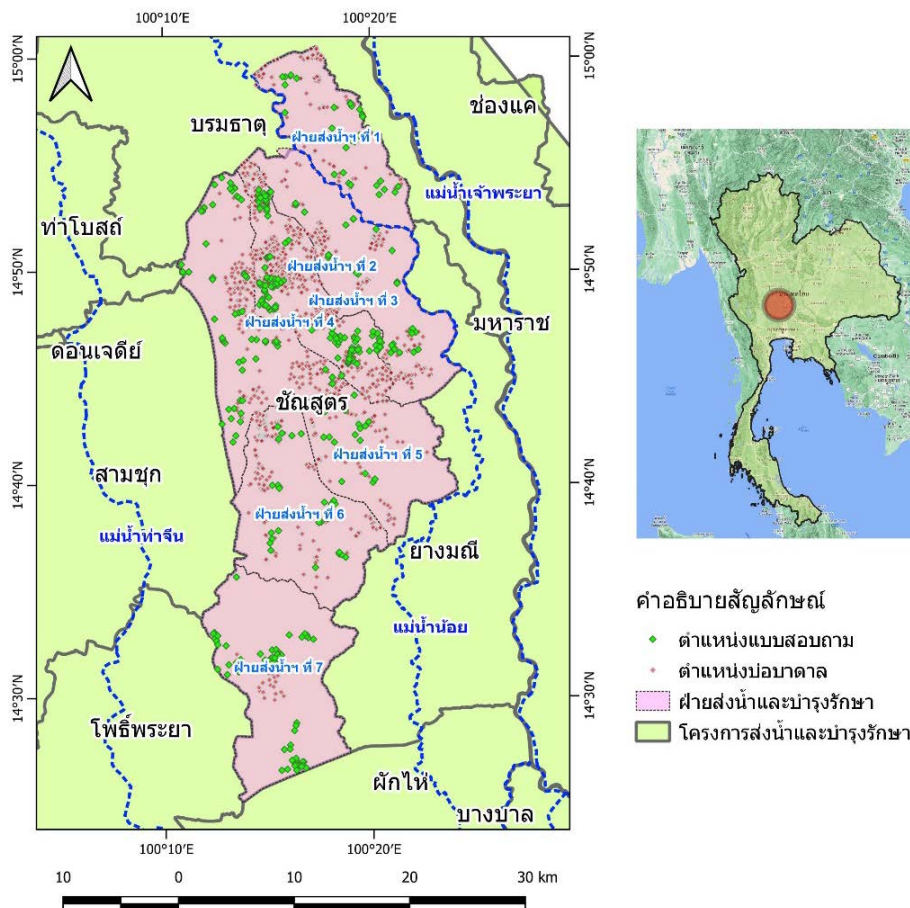 100°10′E
100°20′E
15°00′N
15°00′N
ช่องแค
บรมธาตุ
ฝ่ายส่งน้ำฯ ที่ 1
แม่น้ำเจ้าพระยา
ท่าโบสถ์
14°50′N
14°50′N
ฝ่ายส่งน้ำฯ ที่ 2
ฝ่ายส่งน้ำฯ ที่ 3
ฝ่ายส่งน้ำฯ ที่ 4
มหาราช
ดอนเจดีย์
ชัณสูตร
ฝ่ายส่งน้ำฯ ที่ 5
สามชุก
14°40′N
14°40′N
ฝ่ายส่งน้ำฯ ที่ 6
แม่น้ำท่าจีน
ยางมณี
แม่น้ำน้อย
ฝ่ายส่งน้ำฯ ที่ 7
14°30′N
14°30′N
โพธิ์พระยา
ผักไห่
บางบาล
100°10′E
100°20′E
10 0 10 20 30 km
คำอธิบายสัญลักษณ์
ตำแหน่งแบบสอบถาม
ตำแหน่งบ่อบาดาล
ฝ่ายส่งน้ำและบำรุงรักษา
โครงการส่งน้ำและบำรุงรักษา